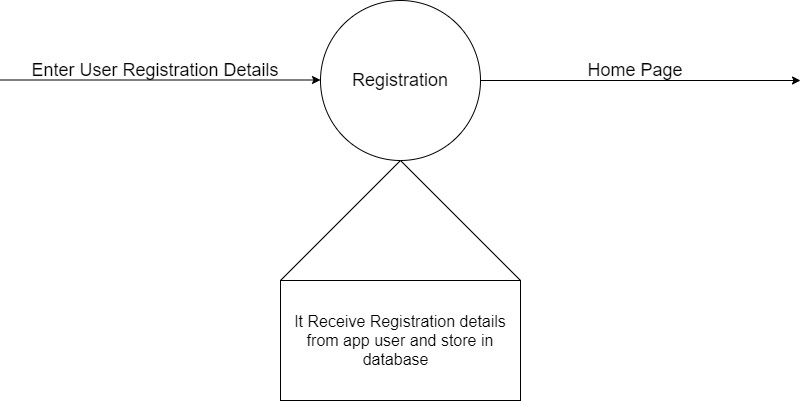 Enter User Registration Details
Registration
Home Page
It Receive Registration details
from app user and store in
database